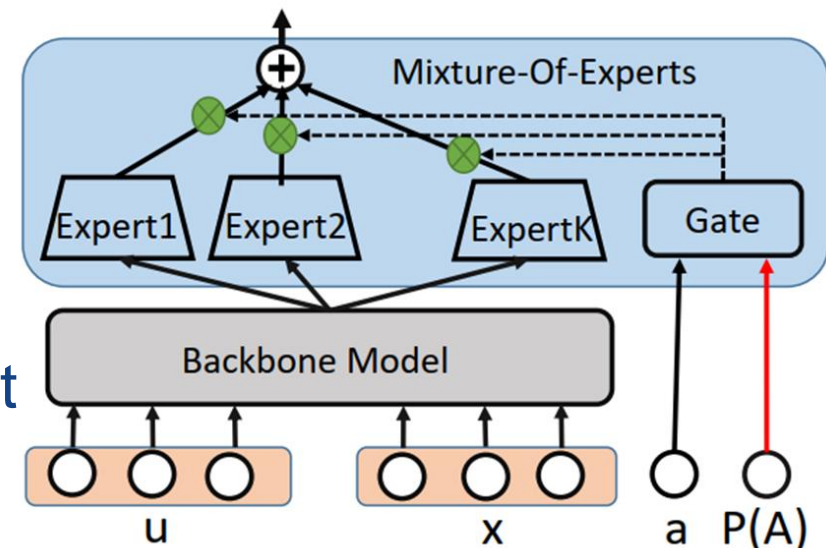 +
Mixture-Of-Experts
Expert1 Expert2 ExpertK Gate
Backbone Model
t
u x a P(A)